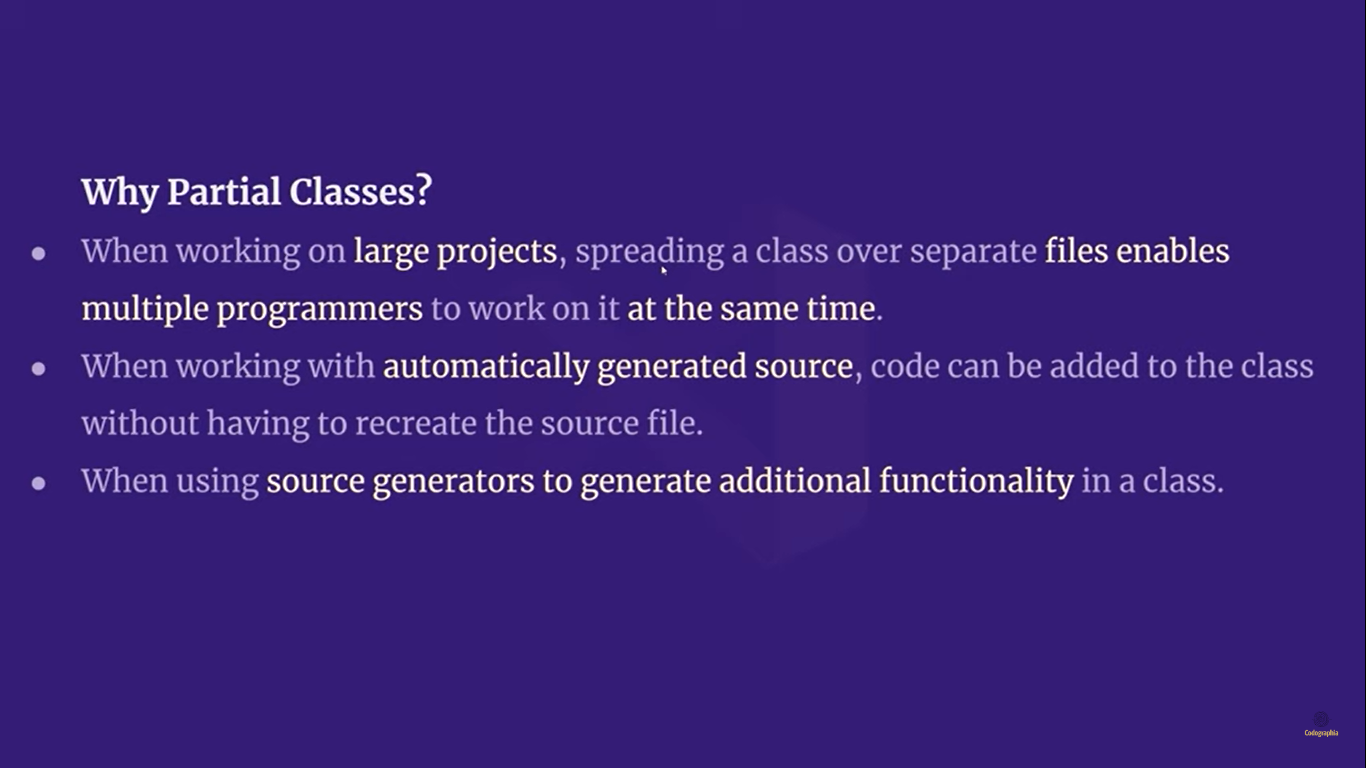 Why Partial Classes?
● When working on large projects, spreading a class over separate files enables
multiple programmers to work on it at the same time.
● When working with automatically generated source, code can be added to the class
without having to recreate the source file.
● When using source generators to generate additional functionality in a class.
Codographia